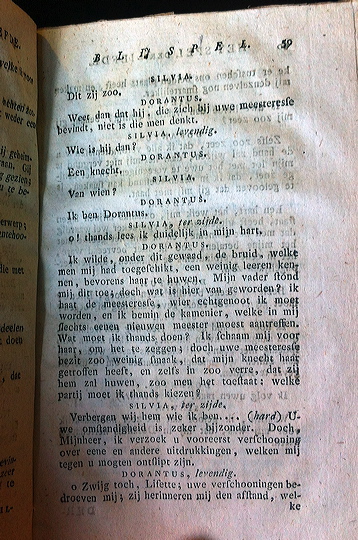 BLIJSPEL. 59
SILVIA.
Dit zij zoo.
DORANTUS.
Wees dan dat hij, die zich bij uwe meesteresse
bevindt, niet is die men denkt.
SILVIA, levendig.
Wie is hij dan?
DORANTUS.
Een knecht.
SILVIA.
Van wien?
DORANTUS.
Ik ben Dorantus.
SILVIA, ter zijde.
o! thands lees ik duidelijk in mijn hart.
DORANTUS.
Ik wilde, onder dit gewaad, de bruid, welke
men mij had toegeschikt, een weinig leeren ken-
nen, bevorens haar te huwen. Mijn vader stond
mij dit toe; doch wat is hier van geworden? ik
haat de meesteresse, wier echtgenoot ik moet
worden, en ik bemin de kamenier, welke in mij
slechts eenen nieuwen meester moest aantreffen.
Wat moet ik thands doen? Ik schaam mij voor
haar, om het te zeggen; doch uwe meesteresse
bezit zoo weinig smaak, dat mijn knecht haar
getroffen heeft, en zelfs in zoo verre, dat zij
hem zal huwen, zoo men het toestaat: welke
partij moet ik thands kiezen?
SILVIA, ter zijde.
Verbergen wij hem wie ik ben.... (hard) U-
we omstandigheid is zeker bijzonder. Doch,
Mijnheer, ik verzoek u vooreerst verschooning
over eene en andere uitdrukkingen, welken mij
tegen u mogten ontslipt zijn.
DORANTUS, levendig.
o Zwijg toch, Lisette; uwe verschooningen be-
droeven mij; zij herinneren mij den afstand, wel-
ke